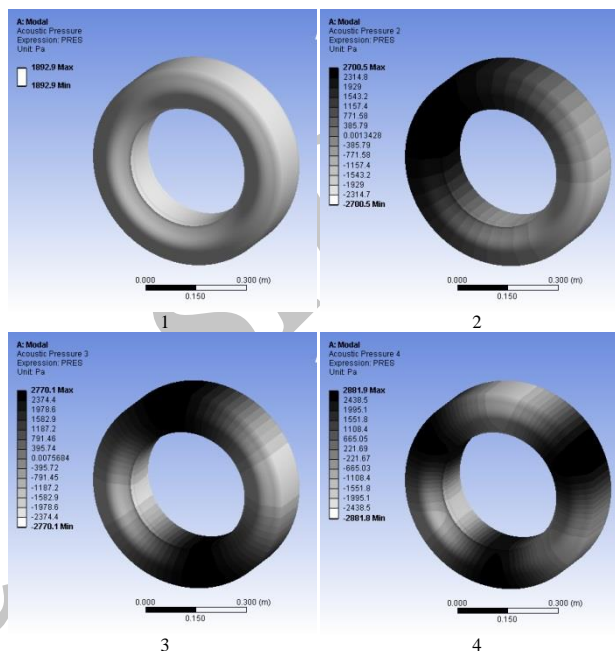 A: Modal
Acoustic Pressure
Expression: PRES
Unit: Pa
1892.9 Max
1892.9 Min
0.000
0.300 (m)
0.150
1
A: Modal
Acoustic Pressure 2
Expression: PRES
Unit: Pa
2700.5 Max
2314.8
1929
1543.2
1157.4
771.58
385.79
0.0013428
-385.79
-771.58
-1157.4
-1543.2
-1929
-2314.7
-2700.5 Min
0.000
0.300 (m)
0.150
2
A: Modal
Acoustic Pressure 3
Expression: PRES
Unit: Pa
2770.1 Max
2374.4
1978.6
1582.9
1187.2
791.46
395.74
0.0075684
-395.72
-791.45
-1187.2
-1582.9
-1978.6
-2374.4
-2770.1 Min
0.000
0.300 (m)
0.150
3
A: Modal
Acoustic Pressure 4
Expression: PRES
Unit: Pa
2881.9 Max
2438.5
1995.1
1551.8
1108.4
665.05
221.69
-221.67
-665.03
-1108.4
-1551.8
-1995.1
-2438.5
-2881.8 Min
0.000
0.300 (m)
0.150
4